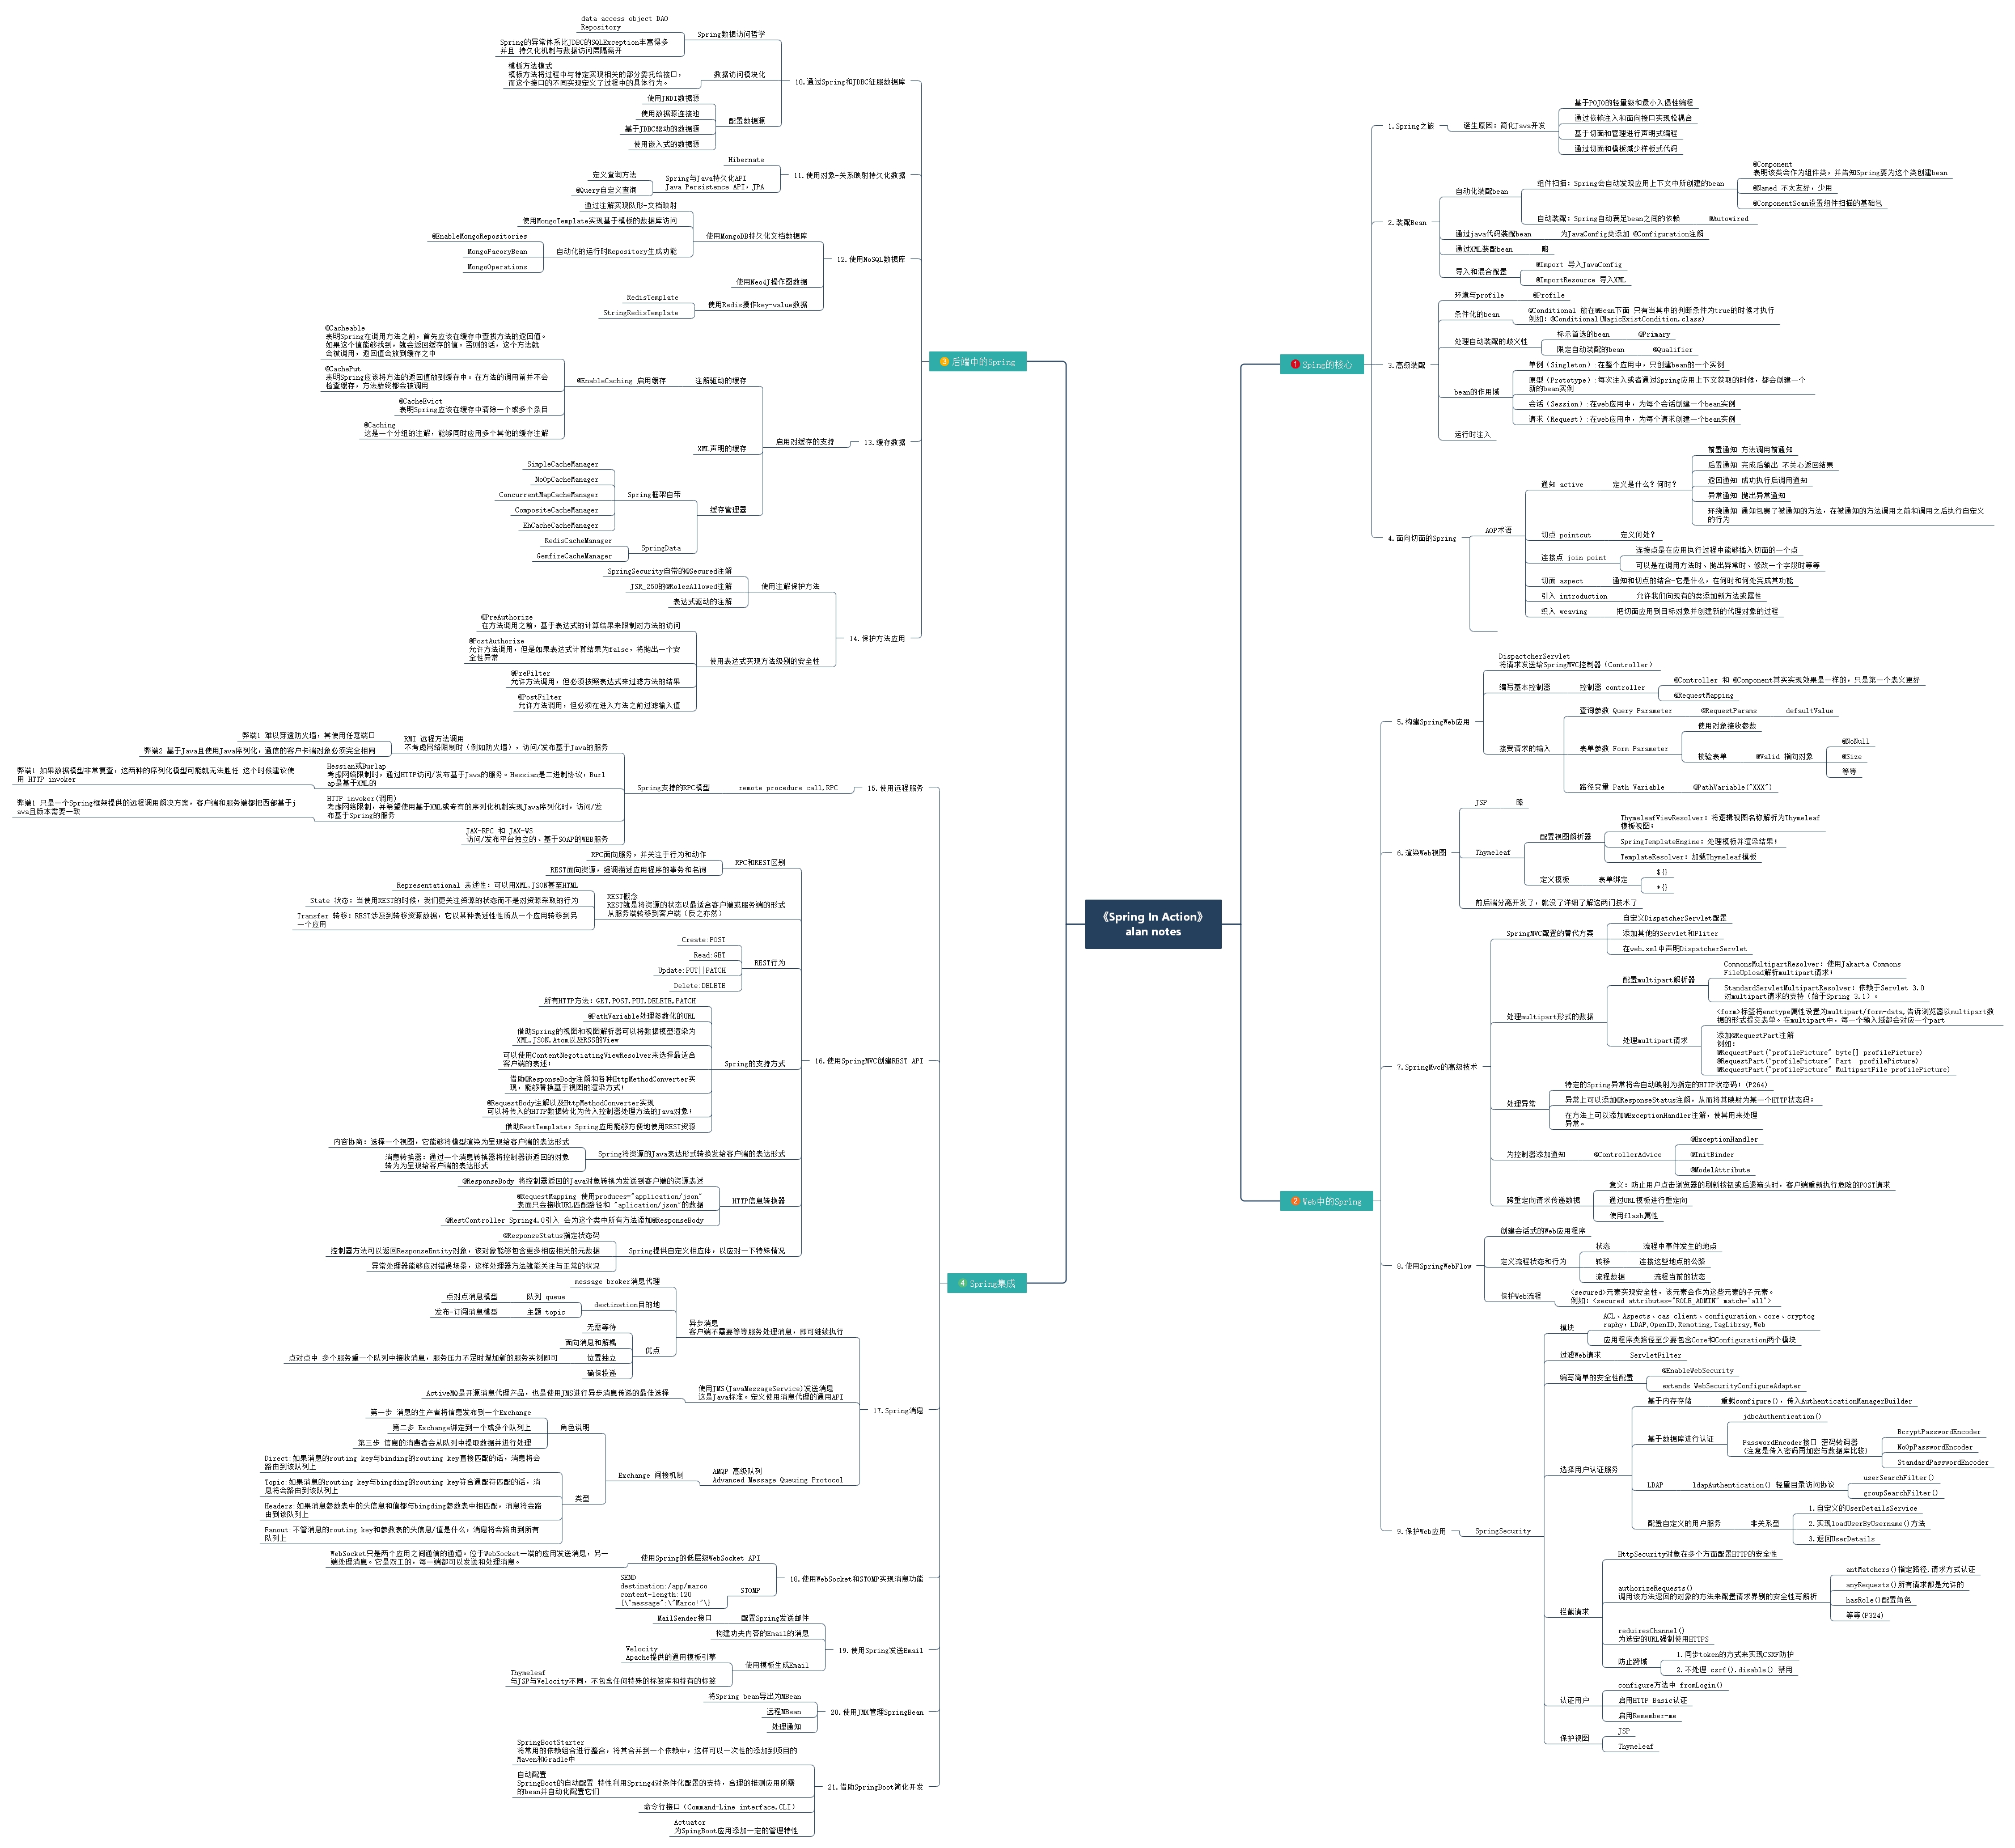 《Spring In Action》
alan notes
① Sping的核心
1.Spring之旅
诞生原因: 简化Java开发
基于POJO的轻量级和最小入侵性编程
通过依赖注入和面向接口实现松耦合
基于切面和管理进行声明式编程
通过切面和模板减少样板式代码
2.装配Bean
自动化装配bean
组件扫描: Spring会自动发现应用上下文中所创建的bean
@Component
表明该类会作为组件类, 并告知Spring要为这个类创建bean
@Named 不太友好, 少用
@ComponentScan设置组件扫描的基础包
自动装配: Spring自动满足bean之间的依赖
@Autowired
通过java代码装配bean
为JavaConfig类添加 @Configuration注解
通过XML装配bean
略
导入和混合配置
@Import 导入JavaConfig
@ImportResource 导入XML
3.高级装配
环境与profile
@Profile
条件化的bean
@Conditional 放在@Bean下面 只有当其中的判断条件为true的时候才执行
例如: @Conditional(MagicExistCondition.class)
处理自动装配的歧义性
标示首选的bean
@Primary
限定自动装配的bean
@Qualifier
bean的作用域
单例 (Singleton) : 在整个应用中, 只创建bean的一个实例
原型 (Prototype) : 每次注入或者通过Spring应用上下文获取的时候, 都会创建一个
新的bean实例
会话 (Session) : 在web应用中, 为每个会话创建一个bean实例
请求 (Request) : 在web应用中, 为每个请求创建一个bean实例
运行时注入
4.面向切面的Spring
AOP术语
通知 active
定义是什么? 何时?
前置通知 方法调用前通知
后置通知 完成后输出 不关心返回结果
返回通知 成功执行后调用通知
异常通知 抛出异常通知
环绕通知 通知包裹了被通知的方法, 在被通知的方法调用之前和调用之后执行自定义
的行为
切点 pointcut
定义何处?
连接点 join point
连接点是在应用执行过程中能够插入切面的一个点
可以是在调用方法时、抛出异常时、修改一个字段时等等
切面 aspect
通知和切点的结合-它是什么, 在何时和何处完成其功能
引入 introduction
允许我们向现有的类添加新方法或属性
织入 weaving
把切面应用到目标对象并创建新的代理对象的过程
② Web中的Spring
5.构建SpringWeb应用
DispactcherServlet
将请求发送给SpringMVC控制器 (Controller)
编写基本控制器
控制器 controller
@Controller 和 @Component其实实现效果是一样的, 只是第一个表义更好
@RequestMapping
接受请求的输入
查询参数 Query Parameter
@RequestParams
defaultValue
表单参数 Form Parameter
使用对象接收参数
校验表单
@Valid 指向对象
@NoNull
@Size
等等
路径变量 Path Variable
@PathVariable("XXX")
6.渲染Web视图
JSP
略
Thymeleaf
配置视图解析器
ThymeleafViewResolver: 将逻辑视图名称解析为Thymeleaf
模板视图;
SpringTemplateEngine: 处理模板并渲染结果;
TemplateResolver: 加载Thymeleaf模板
定义模板
表单绑定
${}
*{}
前后端分离开发了, 就没了详细了解这两门技术了
7.SpringMvc的高级技术
SpringMVC配置的替代方案
自定义DispatcherServlet配置
添加其他的Servlet和Fliter
在web.xml中声明DispatcherServlet
处理multipart形式的数据
配置multipart解析器
CommonsMultipartResolver: 使用Jakarta Commons
FileUpload解析multipart请求;
StandardServletMultipartResolver: 依赖于Servlet 3.0
对multipart请求的支持 (始于Spring 3.1) 。
处理multipart请求
<form>标签将enctype属性设置为multipart/form-data,告诉浏览器以multipart数
据的形式提交表单。在multipart中, 每一个输入域都会对应一个part
添加@RequestPart注解
例如:
@RequestPart("profilePicture" byte[] profilePicture)
@RequestPart("profilePicture" Part profilePicture)
@RequestPart("profilePicture" MultipartFile profilePicture)
处理异常
特定的Spring异常将会自动映射为指定的HTTP状态码; (P264)
异常上可以添加@ResponseStatus注解, 从而将其映射为某一个HTTP状态码;
在方法上可以添加@ExceptionHandler注解, 使其用来处理
异常。
为控制器添加通知
@ControllerAdvice
@ExceptionHandler
@InitBinder
@ModelAttribute
跨重定向请求传递数据
意义: 防止用户点击浏览器的刷新按钮或后退箭头时, 客户端重新执行危险的POST请求
通过URL模板进行重定向
使用flash属性
8.使用SpringWebFlow
创建会话式的Web应用程序
定义流程状态和行为
状态
流程中事件发生的地点
转移
连接这些地点的公路
流程数据
流程当前的状态
保护Web流程
<secured>元素实现安全性, 该元素会作为这些元素的子元素。
例如: <secured attributes="ROLE_ADMIN" match="all">
9.保护Web应用
SpringSecurity
模块
ACL、Aspects、cas client、configuration、core、cryptog
raphy、LDAP,OpenID,Remoting,TagLibray,Web
应用程序类路径至少要包含Core和Configuration两个模块
过滤Web请求
ServletFilter
编写简单的安全性配置
@EnableWebSecurity
extends WebSecurityConfigureAdapter
选择用户认证服务
基于内存存储
重载configure(), 传入AuthenticationManagerBuilder
基于数据库进行认证
jdbcAuthentication()
PasswordEncoder接口 密码转码器
(注意是传入密码再加密与数据库比较)
BcryptPasswordEncoder
NoOpPasswordEncoder
StandardPasswordEncoder
LDAP
ldapAuthentication() 轻量目录访问协议
userSearchFilter()
groupSearchFilter()
配置自定义的用户服务
非关系型
1.自定义的UserDetailsService
2.实现loadUserByUsername()方法
3.返回UserDetails
拦截请求
HttpSecurity对象在多个方面配置HTTP的安全性
authorizeRequests()
调用该方法返回的对象的方法来配置请求界别的安全性写解析
antMatchers()指定路径,请求方式认证
anyRequests()所有请求都是允许的
hasRole()配置角色
等等(P324)
reduiresChannel()
为选定的URL强制使用HTTPS
防止跨域
1.同步token的方式来实现CSRF防护
2.不处理 csrf().disable() 禁用
认证用户
configure方法中 fromLogin()
启用HTTP Basic认证
启用Remember-me
保护视图
JSP
Thymeleaf
③ 后端中的Spring
10.通过Spring和JDBC征服数据库
Spring数据访问哲学
data access object DAO
Repository
Spring的异常体系比JDBC的SQLException丰富得多
并且 持久化机制与数据访问层隔离开
数据访问模块化
模板方法模式
模板方法将过程中与特定实现相关的部分委托给接口,
而这个接口的不同实现定义了过程中的具体行为。
配置数据源
使用JNDI数据源
使用数据源连接池
基于JDBC驱动的数据源
使用嵌入式的数据源
11.使用对象-关系映射持久化数据
Hibernate
Spring与Java持久化API
Java Persistence API, JPA
定义查询方法
@Query自定义查询
12.使用NoSQL数据库
使用MongoDB持久化文档数据库
通过注解实现队形-文档映射
使用MongoTemplate实现基于模板的数据库访问
自动化的运行时Repository生成功能
@EnableMongoRepositories
MongoFacoryBean
MongoOperations
使用Neo4J操作图数据
使用Redis操作key-value数据
RedisTemplate
StringRedisTemplate
13.缓存数据
启用对缓存的支持
注解驱动的缓存
@EnableCaching 启用缓存
@Cacheable
表明Spring在调用方法之前, 首先应该在缓存中查找方法的返回值。
如果这个值能够找到, 就会返回缓存的值。否则的话, 这个方法就
会被调用, 返回值会放到缓存之中
@CachePut
表明Spring应该将方法的返回值放到缓存中。在方法的调用前并不会
检查缓存, 方法始终都会被调用
@CacheEvict
表明Spring应该在缓存中清除一个或多个条目
@Caching
这是一个分组的注解, 能够同时应用多个其他的缓存注解
XML声明的缓存
缓存管理器
Spring框架自带
SimpleCacheManager
NoOpCacheManager
ConcurrentMapCacheManager
CompositeCacheManager
EhCacheCacheManager
SpringData
RedisCacheManager
GemfireCacheManager
14.保护方法应用
使用注解保护方法
SpringSecurity自带的@Secured注解
JSR_250的@RolesAllowed注解
表达式驱动的注解
使用表达式实现方法级别的安全性
@PreAuthorize
在方法调用之前, 基于表达式的计算结果来限制对方法的访问
@PostAuthorize
允许方法调用, 但是如果表达式计算结果为false, 将抛出一个安
全性异常
@PreFilter
允许方法调用, 但必须按照表达式来过滤方法的结果
@PostFilter
允许方法调用, 但必须在进入方法之前过滤输入值
④ Spring集成
15.使用远程服务
remote procedure call,RPC
Spring支持的RPC模型
RMI 远程方法调用
不考虑网络限制时 (例如防火墙) , 访问/发布基于Java的服务
弊端1 难以穿透防火墙, 其使用任意端口
弊端2 基于Java且使用Java序列化, 通信的客户卡端对象必须完全相同
Hessian或Burlap
考虑网络限制时, 通过HTTP访问/发布基于Java的服务。Hessian是二进制协议, Burl
ap是基于XML的
弊端1 如果数据模型非常复查, 这两种的序列化模型可能就无法胜任 这个时候建议使
用 HTTP invoker
HTTP invoker(调用)
考虑网络限制, 并希望使用基于XML或专有的序列化机制实现Java序列化时, 访问/发
布基于Spring的服务
弊端1 只是一个Spring框架提供的远程调用解决方案, 客户端和服务端都把西部基于j
ava且版本需要一致
JAX-RPC 和 JAX-WS
访问/发布平台独立的、基于SOAP的WEB服务
16.使用SpringMVC创建REST API
RPC和REST区别
RPC面向服务, 并关注于行为和动作
REST面向资源, 强调描述应用程序的事务和名词
REST概念
REST就是将资源的状态以最适合客户端或服务端的形式
从服务端转移到客户端 (反之亦然)
Representational 表述性: 可以用XML,JSON甚至HTML
State 状态: 当使用REST的时候, 我们更关注资源的状态而不是对资源采取的行为
Transfer 转移: REST涉及到转移资源数据, 它以某种表述性性质从一个应用转移到另
一个应用
REST行为
Create:POST
Read:GET
Update:PUT||PATCH
Delete:DELETE
Spring的支持方式
所有HTTP方法: GET,POST,PUT,DELETE,PATCH
@PathVariable处理参数化的URL
借助Spring的视图和视图解析器可以将数据模型渲染为
XML,JSON,Atom以及RSS的View
可以使用ContentNegotiatingViewResolver来选择最适合
客户端的表述;
借助@ResponseBody注解和各种HttpMethodConverter实
现, 能够替换基于视图的渲染方式;
@RequestBody注解以及HttpMethodConverter实现
可以将传入的HTTP数据转化为传入控制器处理方法的Java对象;
借助RestTemplate, Spring应用能够方便地使用REST资源
Spring将资源的Java表达形式转换发给客户端的表达形式
内容协商: 选择一个视图, 它能够将模型渲染为呈现给客户端的表达形式
消息转换器: 通过一个消息转换器将控制器锁返回的对象
转为为呈现给客户端的表达形式
HTTP信息转换器
@ResponseBody 将控制器返回的Java对象转换为发送到客户端的资源表述
@RequestMapping 使用produces="application/json"
表面只会接收URL匹配路径和 "aplication/json"的数据
@RestController Spring4.0引入 会为这个类中所有方法添加@ResponseBody
Spring提供自定义相应体, 以应对一下特殊情况
@ResponseStatus指定状态码
控制器方法可以返回ResponseEntity对象, 该对象能够包含更多相应相关的元数据
异常处理器能够应对错误场景, 这样处理器方法就能关注与正常的状况
17.Spring消息
异步消息
客户端不需要等等服务处理消息, 即可继续执行
message broker消息代理
destination目的地
队列 queue
点对点消息模型
主题 topic
发布-订阅消息模型
优点
无需等待
面向消息和解耦
位置独立
点对点中 多个服务重一个队列中接收消息, 服务压力不足时增加新的服务实例即可
确保投递
使用JMS(JavaMessageService)发送消息
这是Java标准。定义使用消息代理的通用API
ActiveMQ是开源消息代理产品, 也是使用JMS进行异步消息传递的最佳选择
AMQP 高级队列
Advanced Message Queuing Protocol
Exchange 间接机制
角色说明
第一步 消息的生产者将信息发布到一个Exchange
第二步 Exchange绑定到一个或多个队列上
第三步 信息的消费者会从队列中提取数据并进行处理
类型
Direct:如果消息的routing key与binding的routing key直接匹配的话, 消息将会
路由到该队列上
Topic:如果消息的routing key与bingding的routing key符合通配符匹配的话, 消
息将会路由到该队列上
Headers:如果消息参数表中的头信息和值都与bingding参数表中相匹配, 消息将会路
由到该队列上
Fanout:不管消息的routing key和参数表的头信息/值是什么, 消息将会路由到所有
队列上
18.使用WebSocket和STOMP实现消息功能
使用Spring的低层级WebSocket API
WebSocket只是两个应用之间通信的通道。位于WebSocket一端的应用发送消息, 另一
端处理消息。它是双工的, 每一端都可以发送和处理消息。
STOMP
SEND
destination:/app/marco
content-length:120
{\"message":\"Marco!"\}
19.使用Spring发送Email
配置Spring发送邮件
MailSender接口
构建功夫内容的Email的消息
使用模板生成Email
Velocity
Apache提供的通用模板引擎
Thymeleaf
与JSP与Velocity不同, 不包含任何特殊的标签库和特有的标签
20.使用JMX管理SpringBean
将Spring bean导出为MBean
远程MBean
处理通知
21.借助SpringBoot简化开发
SpringBootStarter
将常用的依赖组合进行整合, 将其合并到一个依赖中, 这样可以一次性的添加到项目的
Maven和Gradle中
自动配置
SpringBoot的自动配置 特性利用Spring4对条件化配置的支持, 合理的推测应用所需
的bean并自动化配置它们
命令行接口 (Command-Line interface,CLI)
Actuator
为SpingBoot应用添加一定的管理特性